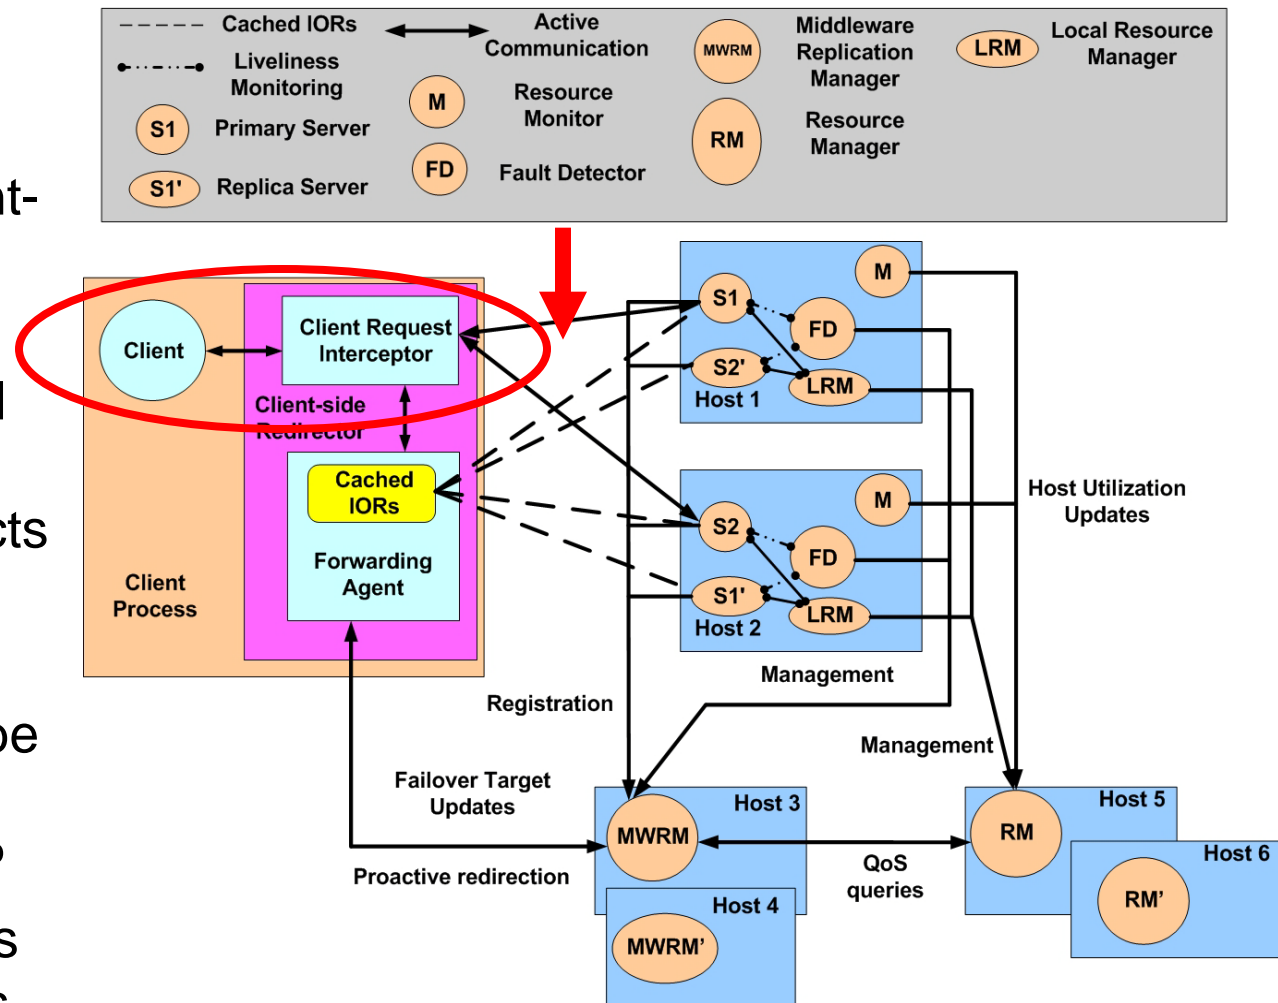 Cached IORs
Active
Communication
Middleware
Replication
Manager
MWRM
LRM
Local Resource
Manager
Liveliness
Monitoring
M
Resource
Monitor
S1
Primary Server
RM
Resource
Manager
FD
Fault Detector
S1'
Replica Server
nt-
cts
pe
s
Client
Client Request
Interceptor
Client-side
Redirector
Cached
IORs
Forwarding
Agent
Client
Process
M
S1
FD
S2'
LRM
Host 1
M
S2
FD
S1'
LRM
Host 2
Host Utilization
Updates
Management
Registration
Management
Failover Target
Updates
Proactive redirection
Host 3
MWRM
QoS
queries
Host 5
RM
Host 6
RM’
Host 4
MWRM’